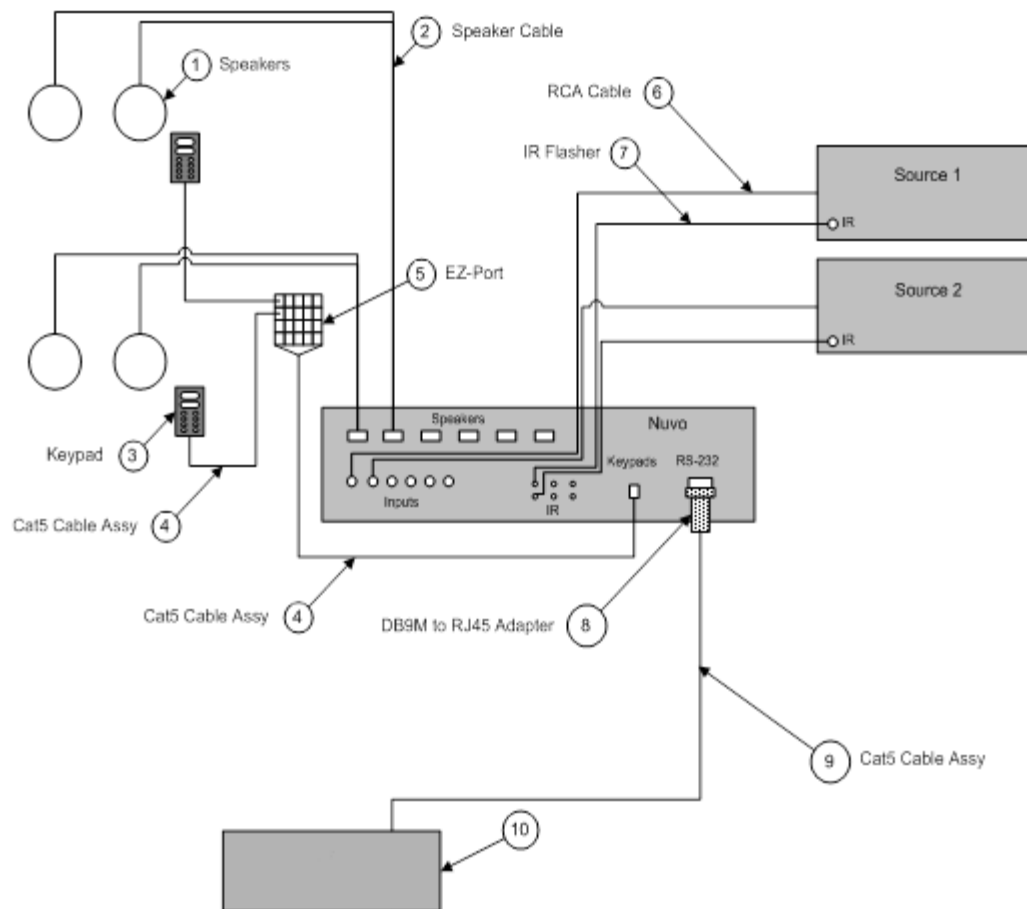 2 Speaker Cable
1 Speakers
RCA Cable 6
IR Flasher 7
Source 1
IR
5 EZ-Port
Source 2
IR
Speakers
Nuvo
Keypad 3
Keypads
RS-232
Inputs
IR
Cat5 Cable Assy 4
Cat5 Cable Assy 4
DB9M to RJ45 Adapter 8
9 Cat5 Cable Assy
10